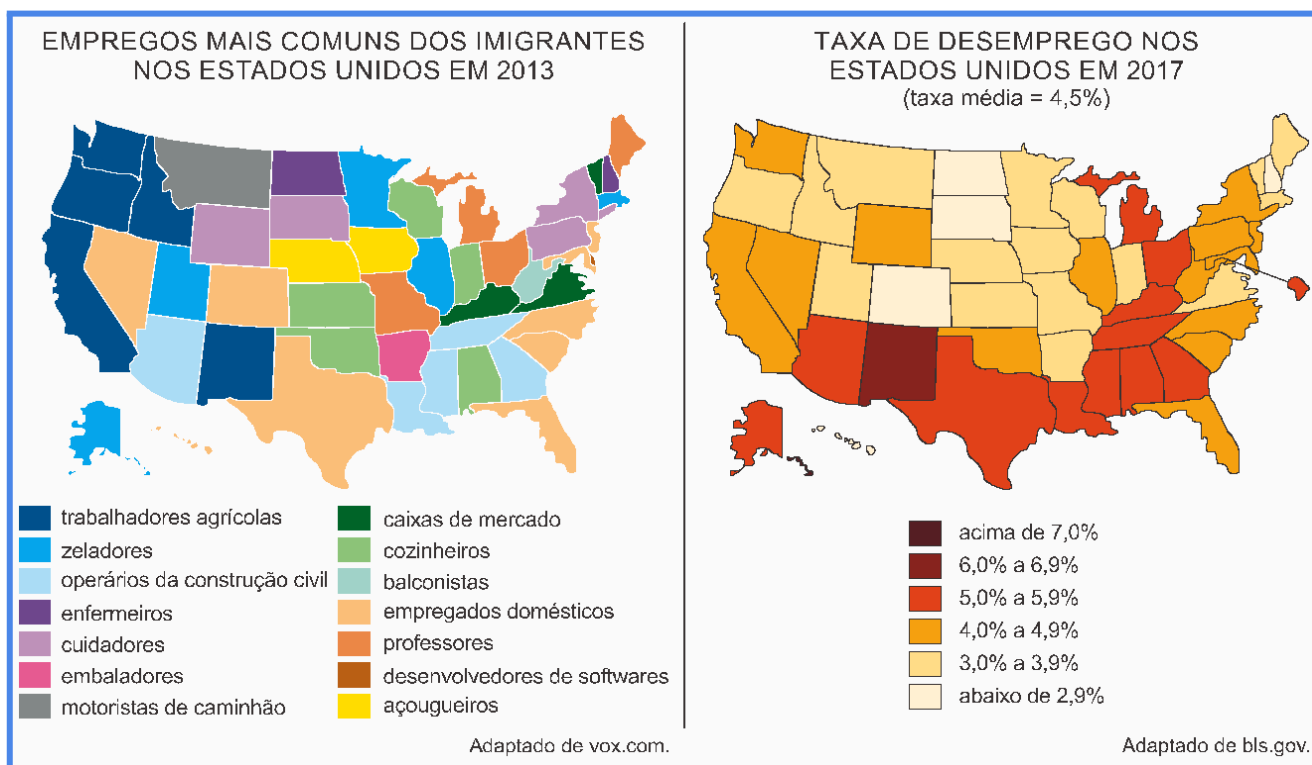 EMPREGOS MAIS COMUNS DOS IMIGRANTES
NOS ESTADOS UNIDOS EM 2013
trabalhadores agrícolas
zeladores
operários da construção civil
enfermeiros
cuidadores
embaladores
motoristas de caminhão
caixas de mercado
cozinheiros
balconistas
empregados domésticos
professores
desenvolvedores de softwares
açougueiros
Adaptado de vox.com.
TAXA DE DESEMPREGO NOS
ESTADOS UNIDOS EM 2017
(taxa média = 4,5%)
acima de 7,0%
6,0% a 6,9%
5,0% a 5,9%
4,0% a 4,9%
3,0% a 3,9%
abaixo de 2,9%
Adaptado de bls.gov.